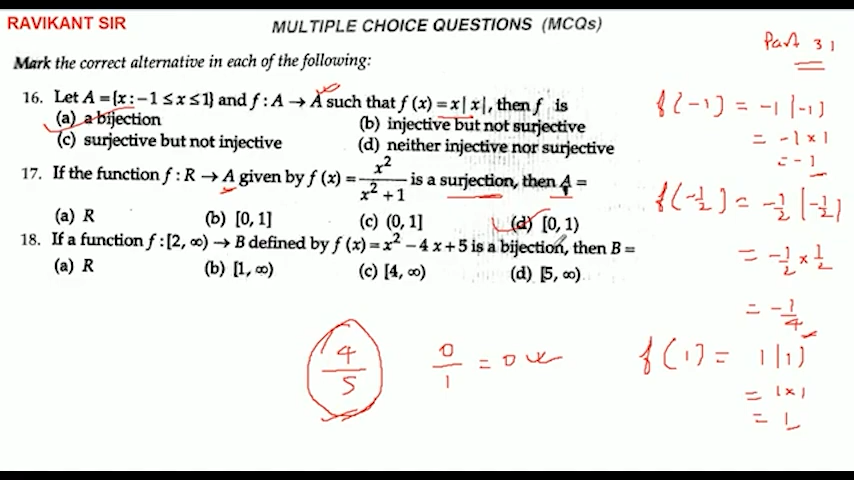 RAVIKANT SIR
MULTIPLE CHOICE QUESTIONS (MCQs)
Part 31
Mark the correct alternative in each of the following:
16. Let A = {x : −1 ≤ x ≤ 1} and f : A → A such that f (x) = x| x|, then f is
(a) a bijection (b) injective but not surjective
(c) surjective but not injective (d) neither injective nor surjective
17. If the function f : R → A given by f (x) = x²/(x² + 1) is a surjection, then A =
(a) R (b) [0, 1] (c) (0, 1] (d) [0, 1)
18. If a function f : [2, ∞) → B defined by f (x) = x² − 4x + 5 is a bijection, then B =
(a) R (b) [1, ∞) (c) [4, ∞) (d) [5, ∞)
4/5
0/1 = 0
f(-1) = -1 |-1|
= -1 × 1
= -1
f(-1/2) = -1/2 |-1/2|
= -1/2 × 1/2
= -1/4
f(1) = 1 |1|
= 1×1
= 1